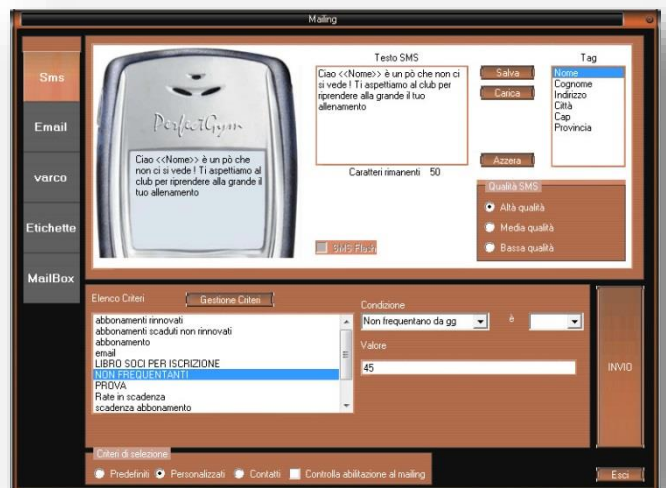 Mailing
Sms
Email
varco
Etichette
MailBox
PerfectGym
Ciao <<Nome>> è un pò che
non ci si vede ! Ti aspettiamo al
club per riprendere alla grande il
tuo allenamento
Testo SMS
Ciao <<Nome>> è un pò che non ci
si vede ! Ti aspettiamo al club per
riprendere alla grande il tuo
allenamento
Caratteri rimanenti 50
SMS Flash
Salva
Carica
Azzera
Tag
Nome
Cognome
Indirizzo
Città
Cap
Provincia
Qualità SMS
Altà qualità
Media qualità
Bassa qualità
Elenco Criteri
Gestione Criteri
abbonamenti rinnovati
abbonamenti scaduti non rinnovati
abbonamento
email
LIBRO SOCI PER ISCRIZIONE
NON FREQUENTANTI
PROVA
Rate in scadenza
scadenza abbonamento
Condizione
Non frequentano da gg
è
Valore
45
INVIO
Criteri di selezione
Predefiniti
Personalizzati
Contatti
Controlla abilitazione al mailing
Esci